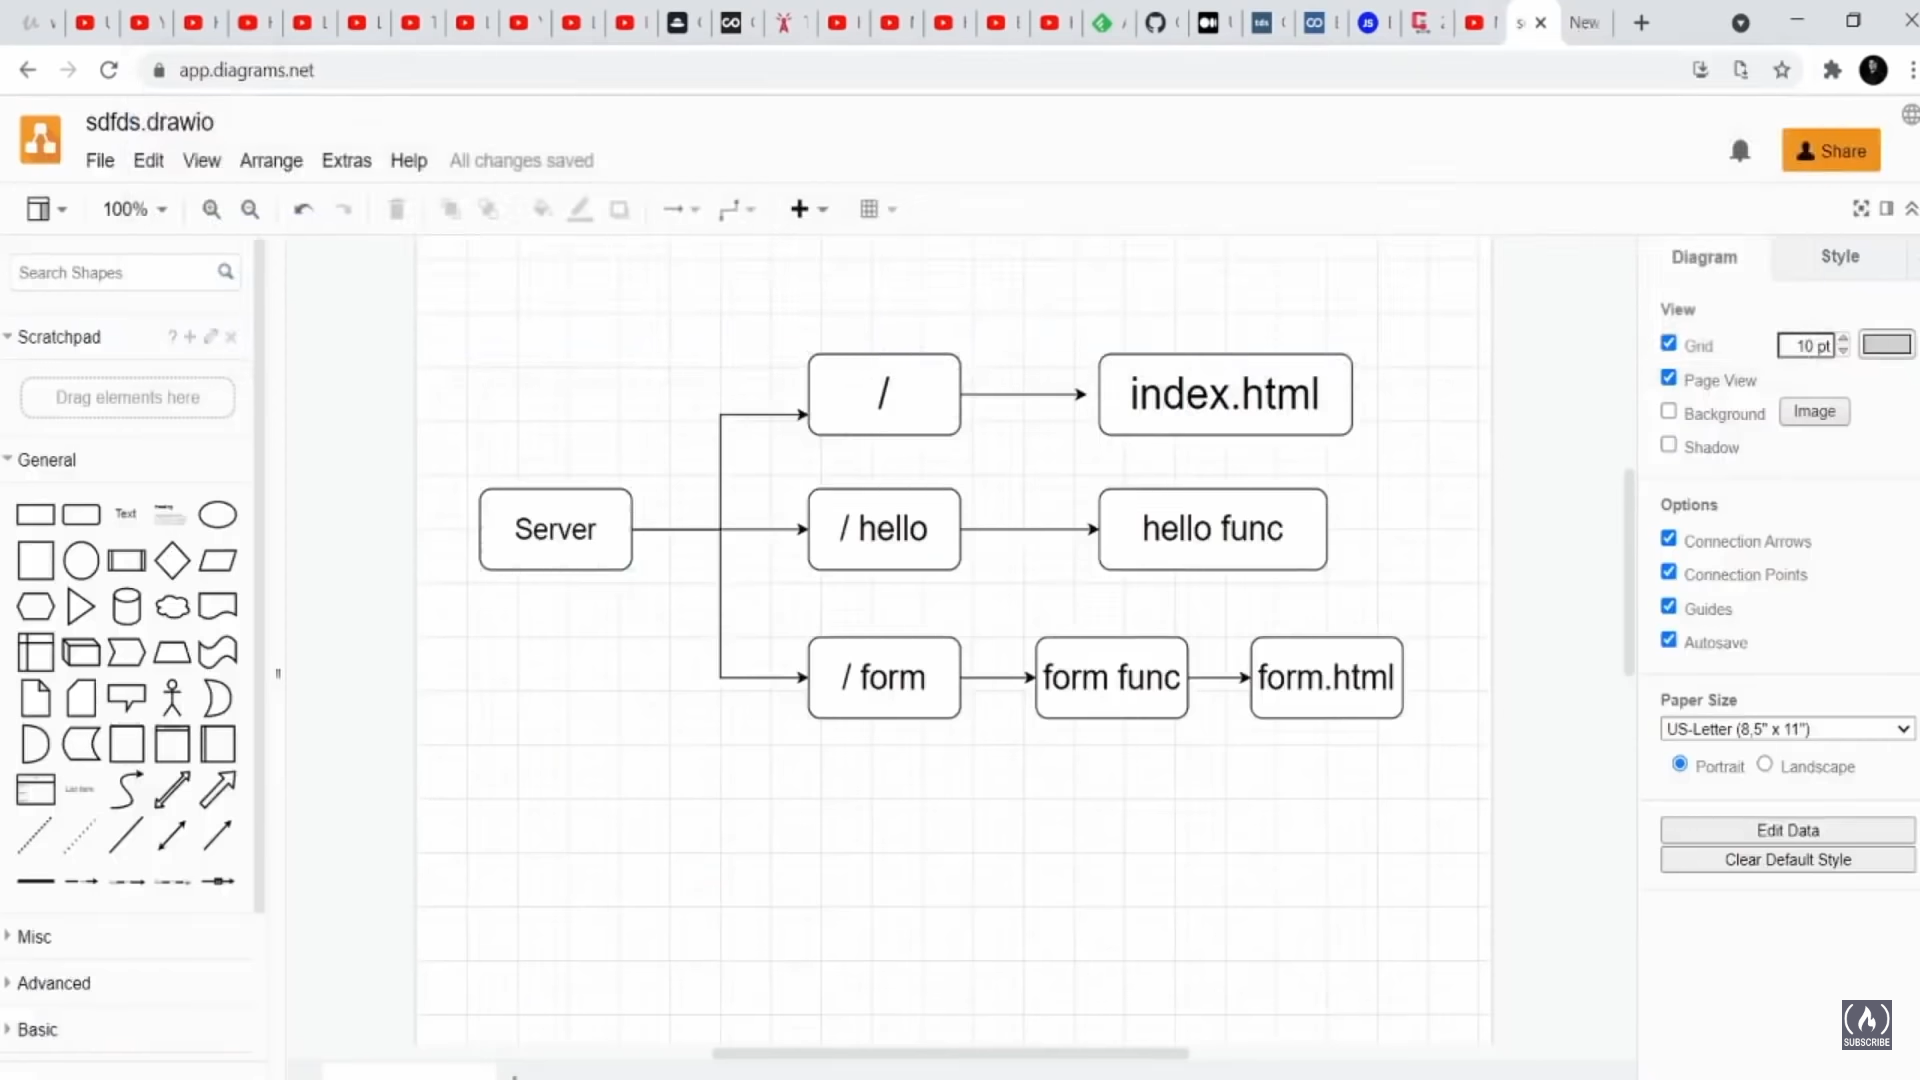 New
app.diagrams.net
sdfds.drawio
File Edit View Arrange Extras Help All changes saved
Share
100%
Search Shapes
Scratchpad
?
Drag elements here
General
Text
Heading
List Item
Misc
Advanced
Basic
Server
/
index.html
/ hello
hello func
/ form
form func
form.html
Diagram Style
View
Grid 10 pt
Page View
Background Image
Shadow
Options
Connection Arrows
Connection Points
Guides
Autosave
Paper Size
US-Letter (8,5" x 11")
Portrait Landscape
Edit Data
Clear Default Style
SUBSCRIBE